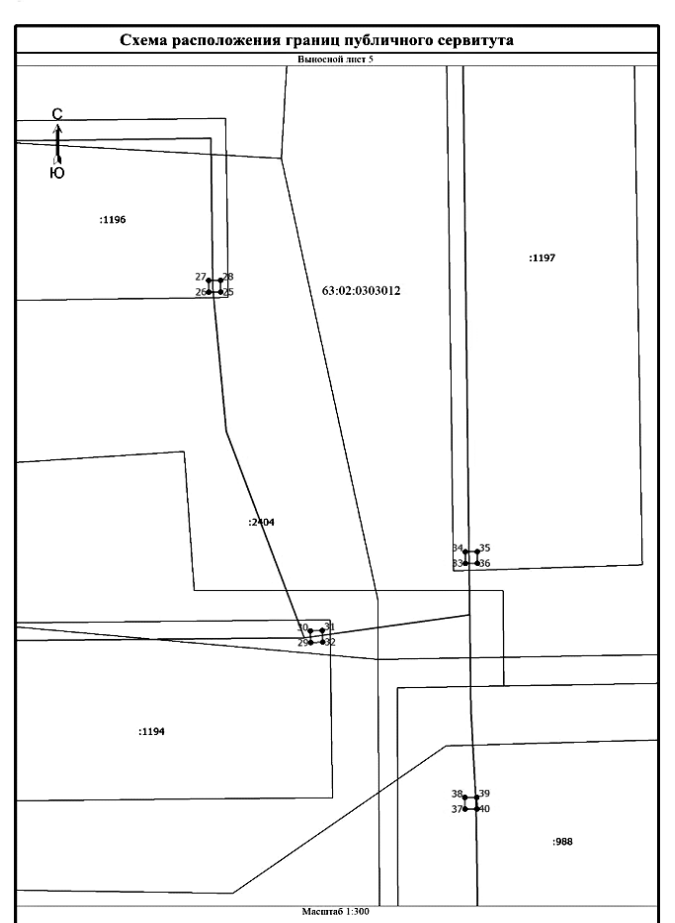 Схема расположения границ публичного сервитута
Выносной лист 5
С
Ю
:1196
:1197
27 28
26 25
63:02:0303012
:2404
34 35
33 36
30 31
29 32
:1194
38 39
37 40
:988
Масштаб 1:300